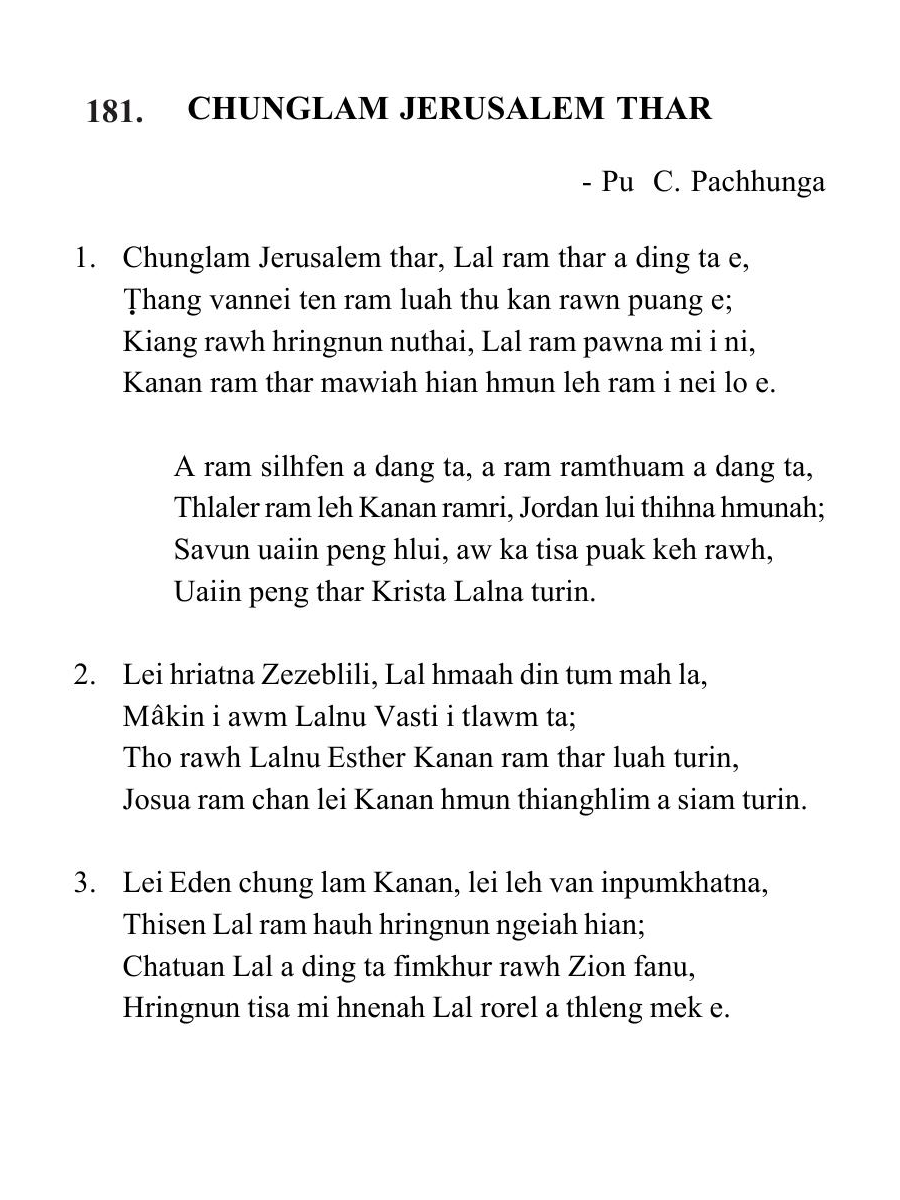 181. CHUNGLAM JERUSALEM THAR
- Pu C. Pachhunga
1. Chunglam Jerusalem thar, Lal ram thar a ding ta e,
Ṭhang vannei ten ram luah thu kan rawn puang e;
Kiang rawh hringnun nuthai, Lal ram pawna mi i ni,
Kanan ram thar mawiah hian hmun leh ram i nei lo e.
A ram silhfen a dang ta, a ram ramthuam a dang ta,
Thlaler ram leh Kanan ramri, Jordan lui thihna hmunah;
Savun uaiin peng hlui, aw ka tisa puak keh rawh,
Uaiin peng thar Krista Lalna turin.
2. Lei hriatna Zezeblili, Lal hmaah din tum mah la,
Mâkin i awm Lalnu Vasti i tlawm ta;
Tho rawh Lalnu Esther Kanan ram thar luah turin,
Josua ram chan lei Kanan hmun thianghlim a siam turin.
3. Lei Eden chung lam Kanan, lei leh van inpumkhatna,
Thisen Lal ram hauh hringnun ngeiah hian;
Chatuan Lal a ding ta fimkhur rawh Zion fanu,
Hringnun tisa mi hnenah Lal rorel a thleng mek e.